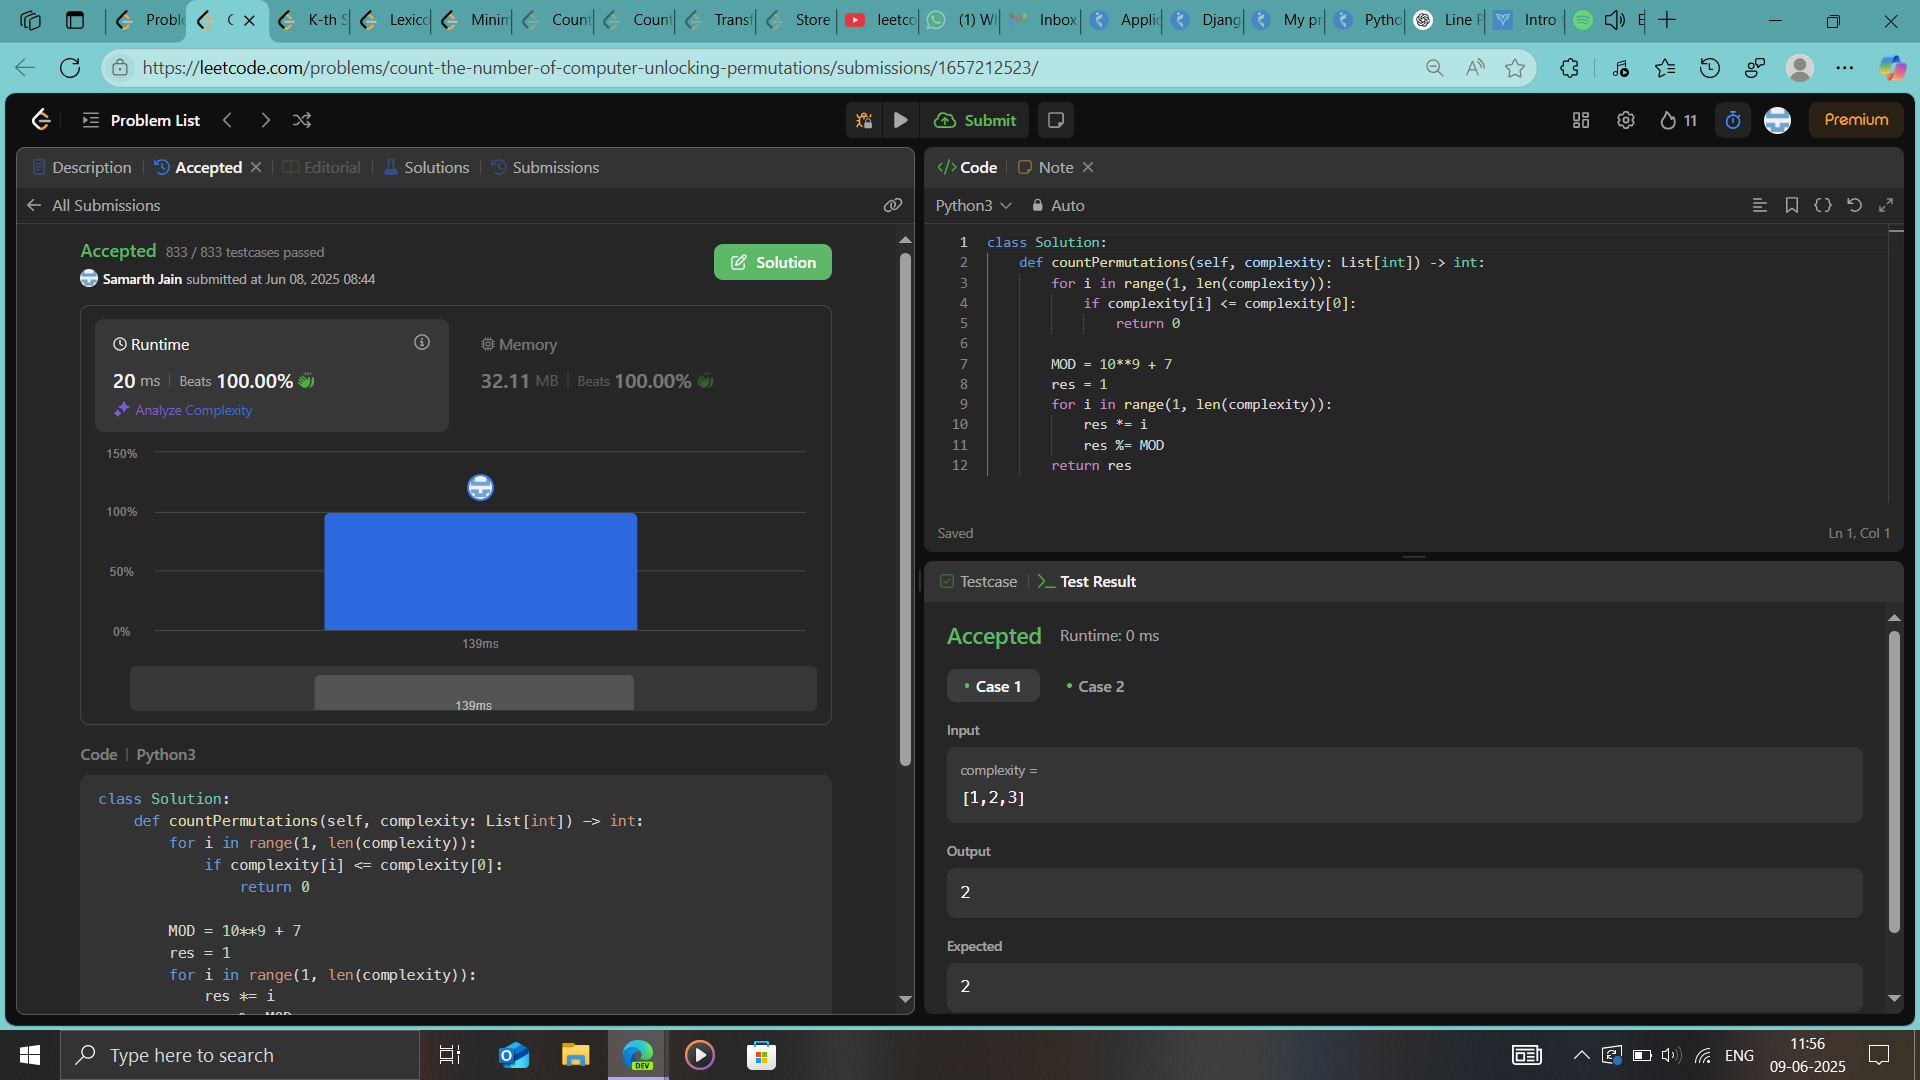 Proble
C
K-th S
Lexico
Minim
Count
Count
Transf
Store
leetco
(1) W
Inbox
Applic
Djang
My pr
Pytho
Line P
Intro
https://leetcode.com/problems/count-the-number-of-computer-unlocking-permutations/submissions/1657212523/
Problem List
Submit
11
Premium
Description
Accepted
Editorial
Solutions
Submissions
All Submissions
Accepted 833 / 833 testcases passed
Samarth Jain submitted at Jun 08, 2025 08:44
Solution
Runtime
20 ms Beats 100.00%
Analyze Complexity
Memory
32.11 MB Beats 100.00%
150%
100%
50%
0%
139ms
139ms
Code | Python3
class Solution:
def countPermutations(self, complexity: List[int]) -> int:
for i in range(1, len(complexity)):
if complexity[i] <= complexity[0]:
return 0
MOD = 10**9 + 7
res = 1
for i in range(1, len(complexity)):
res *= i
Code
Note
Python3
Auto
1 class Solution:
2 def countPermutations(self, complexity: List[int]) -> int:
3 for i in range(1, len(complexity)):
4 if complexity[i] <= complexity[0]:
5 return 0
6
7 MOD = 10**9 + 7
8 res = 1
9 for i in range(1, len(complexity)):
10 res *= i
11 res %= MOD
12 return res
Saved
Ln 1, Col 1
Testcase
Test Result
Accepted Runtime: 0 ms
Case 1
Case 2
Input
complexity =
[1,2,3]
Output
2
Expected
2
Type here to search
DEV
ENG
11:56
09-06-2025